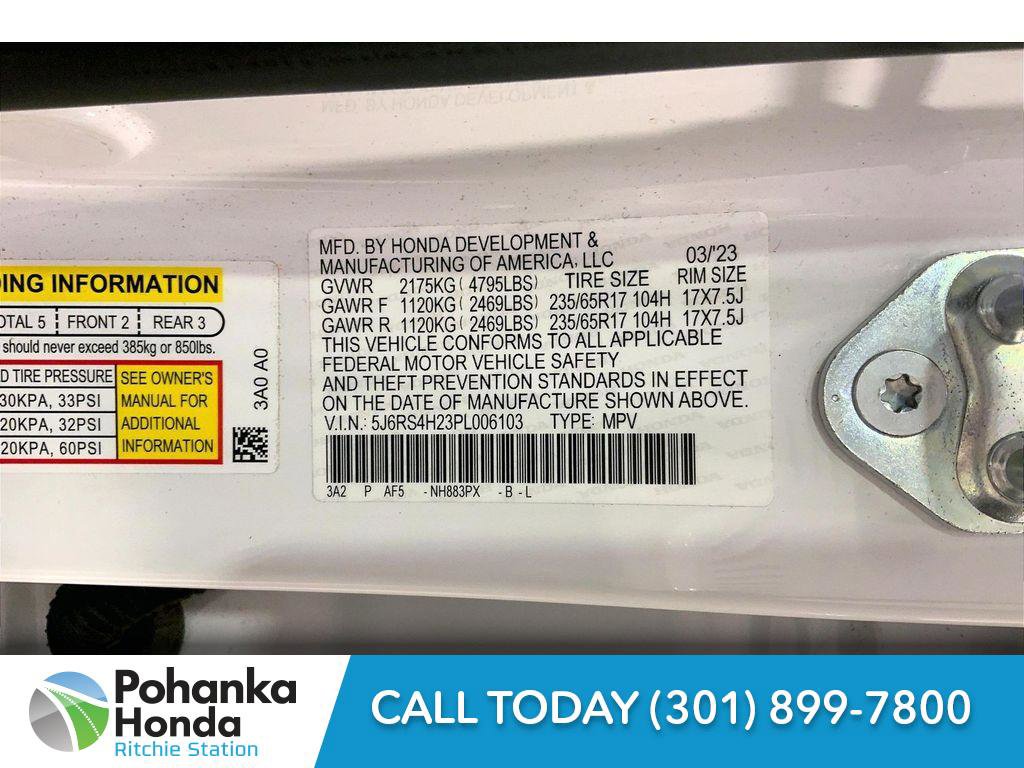 MFD. BY HONDA DEVELOPMENT &
MANUFACTURING OF AMERICA, LLC 03/'23
GVWR 2175KG ( 4795LBS) TIRE SIZE RIM SIZE
GAWR F 1120KG ( 2469LBS) 235/65R17 104H 17X7.5J
GAWR R 1120KG ( 2469LBS) 235/65R17 104H 17X7.5J
THIS VEHICLE CONFORMS TO ALL APPLICABLE
FEDERAL MOTOR VEHICLE SAFETY
AND THEFT PREVENTION STANDARDS IN EFFECT
ON THE DATE OF MANUFACTURE SHOWN ABOVE.
V.I.N: 5J6RS4H23PL006103 TYPE: MPV
3A2 P AF5 - NH883PX - B - L
DING INFORMATION
OTAL 5 FRONT 2 REAR 3
should never exceed 385kg or 850lbs.
D TIRE PRESSURE
30KPA, 33PSI
20KPA, 32PSI
20KPA, 60PSI
SEE OWNER'S
MANUAL FOR
ADDITIONAL
INFORMATION
3A0 A0
Pohanka
Honda
Ritchie Station
CALL TODAY (301) 899-7800